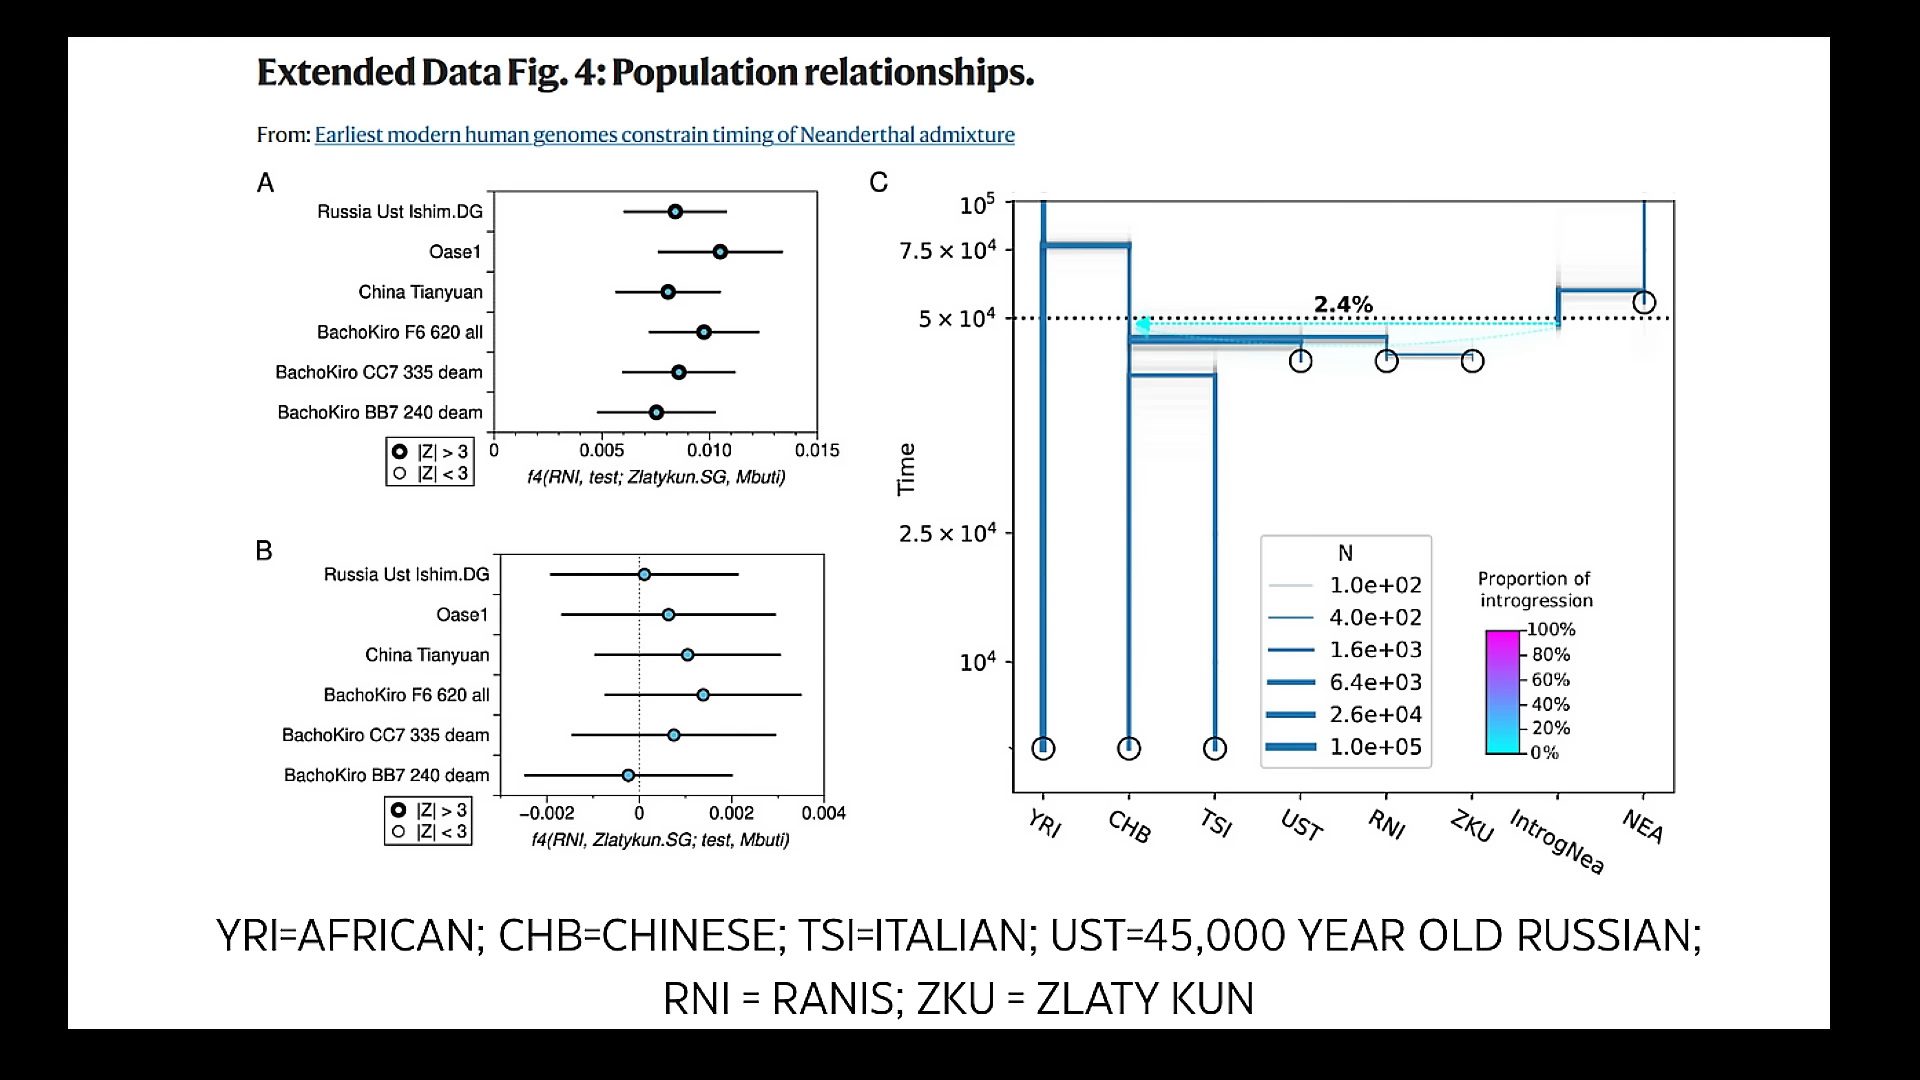 Extended Data Fig. 4: Population relationships.
From: Earliest modern human genomes constrain timing of Neanderthal admixture
A
Russia Ust Ishim.DG
Oase1
China Tianyuan
BachoKiro F6 620 all
BachoKiro CC7 335 deam
BachoKiro BB7 240 deam
|Z| > 3
|Z| < 3
0 0.005 0.010 0.015
f4(RNI, test; Zlatykun.SG, Mbuti)
B
Russia Ust Ishim.DG
Oase1
China Tianyuan
BachoKiro F6 620 all
BachoKiro CC7 335 deam
BachoKiro BB7 240 deam
|Z| > 3
|Z| < 3
−0.002 0 0.002 0.004
f4(RNI, Zlatykun.SG; test, Mbuti)
C
10⁵
7.5 × 10⁴
5 × 10⁴
2.5 × 10⁴
10⁴
Time
2.4%
N
1.0e+02
4.0e+02
1.6e+03
6.4e+03
2.6e+04
1.0e+05
Proportion of
introgression
100%
80%
60%
40%
20%
0%
YRI CHB TSI UST RNI ZKU IntrogNea NEA
YRI=AFRICAN; CHB=CHINESE; TSI=ITALIAN; UST=45,000 YEAR OLD RUSSIAN;
RNI = RANIS; ZKU = ZLATY KUN